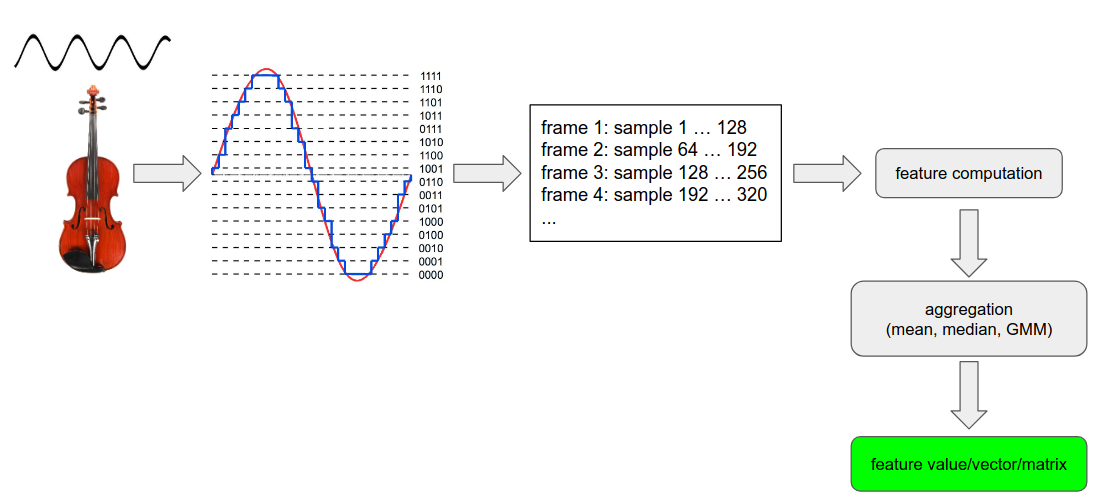 1111
1110
1101
1011
0111
1010
1100
1001
0110
0011
0101
1000
0100
0010
0001
0000
frame 1: sample 1 … 128
frame 2: sample 64 … 192
frame 3: sample 128 … 256
frame 4: sample 192 … 320
...
feature computation
aggregation
(mean, median, GMM)
feature value/vector/matrix